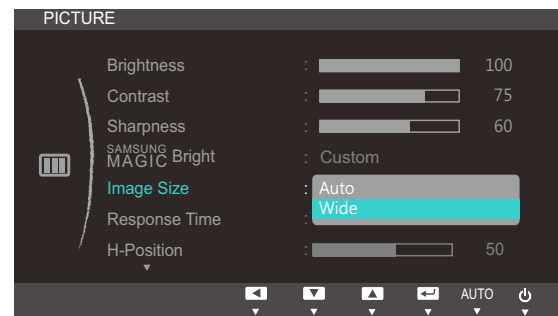 PICTURE
Brightness : 100
Contrast : 75
Sharpness : 60
SAMSUNG MAGIC Bright : Custom
Image Size : Auto
Wide
Response Time :
H-Position : 50
AUTO